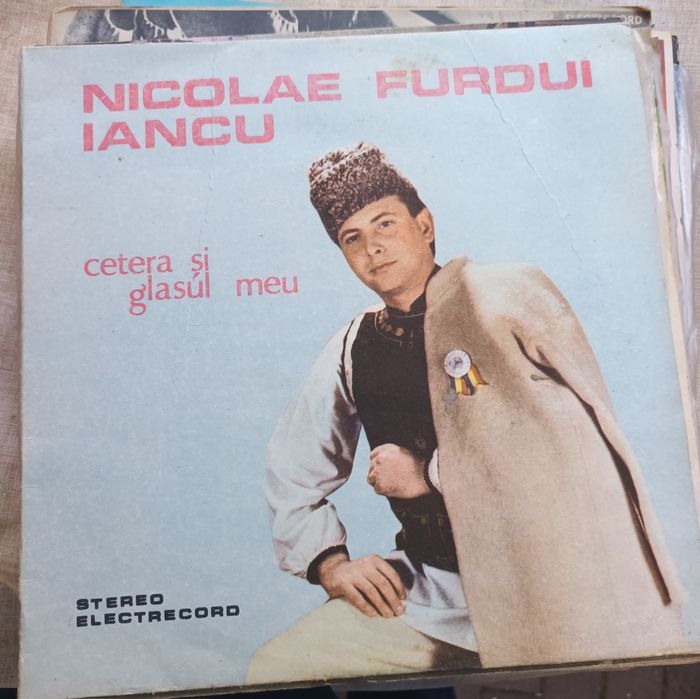 NICOLAE FURDUI
IANCU
cetera și
glasul meu
STEREO
ELECTRECORD